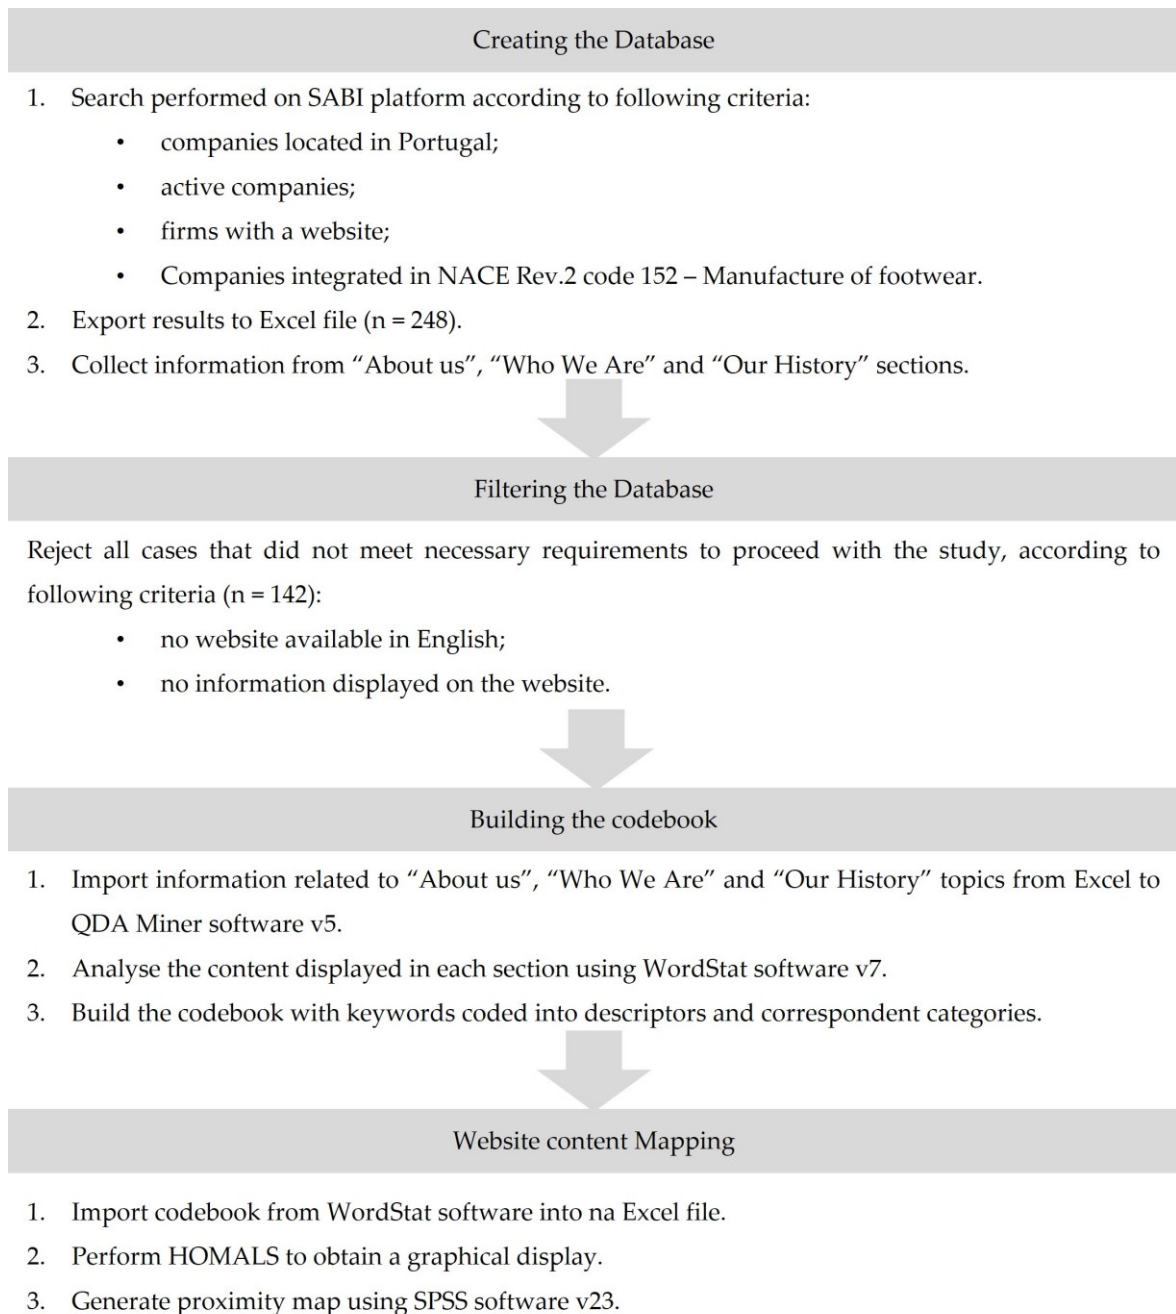 Creating the Database
1. Search performed on SABI platform according to following criteria:
• companies located in Portugal;
• active companies;
• firms with a website;
• Companies integrated in NACE Rev.2 code 152 – Manufacture of footwear.
2. Export results to Excel file (n = 248).
3. Collect information from “About us”, “Who We Are” and “Our History” sections.
Filtering the Database
Reject all cases that did not meet necessary requirements to proceed with the study, according to
following criteria (n = 142):
• no website available in English;
• no information displayed on the website.
Building the codebook
1. Import information related to “About us”, “Who We Are” and “Our History” topics from Excel to
QDA Miner software v5.
2. Analyse the content displayed in each section using WordStat software v7.
3. Build the codebook with keywords coded into descriptors and correspondent categories.
Website content Mapping
1. Import codebook from WordStat software into na Excel file.
2. Perform HOMALS to obtain a graphical display.
3. Generate proximity map using SPSS software v23.